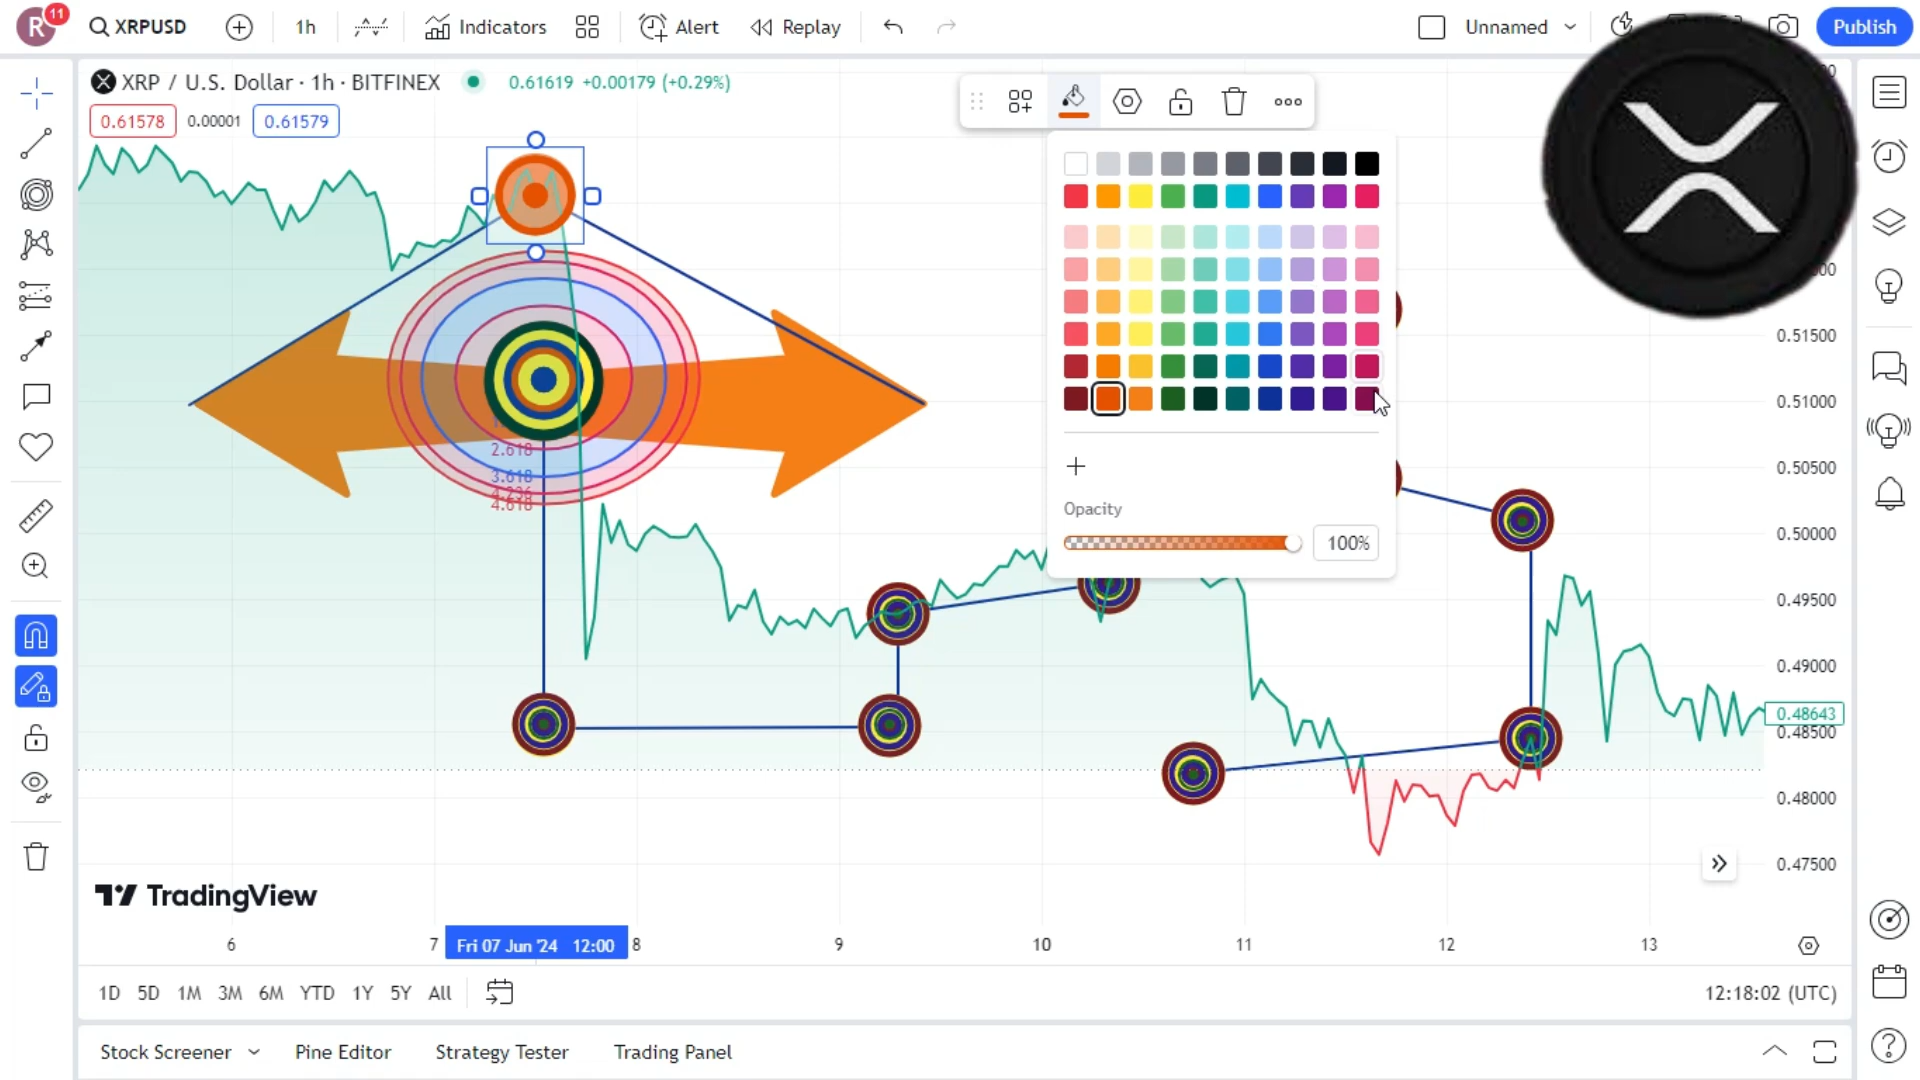 R 11 XRPUSD 1h Indicators Alert Replay Unnamed Publish
XRP / U.S. Dollar · 1h · BITFINEX 0.61619 +0.00179 (+0.29%)
0.61578 0.00001 0.61579
0.51500
0.51000
2.618
0.50500
3.618
4.236
4.618
Opacity
0.50000
100%
0.49500
0.49000
0.48643
0.48500
0.48000
0.47500
TradingView
6 7 Fri 07 Jun '24 12:00 8 9 10 11 12 13
1D 5D 1M 3M 6M YTD 1Y 5Y All 12:18:02 (UTC)
Stock Screener Pine Editor Strategy Tester Trading Panel